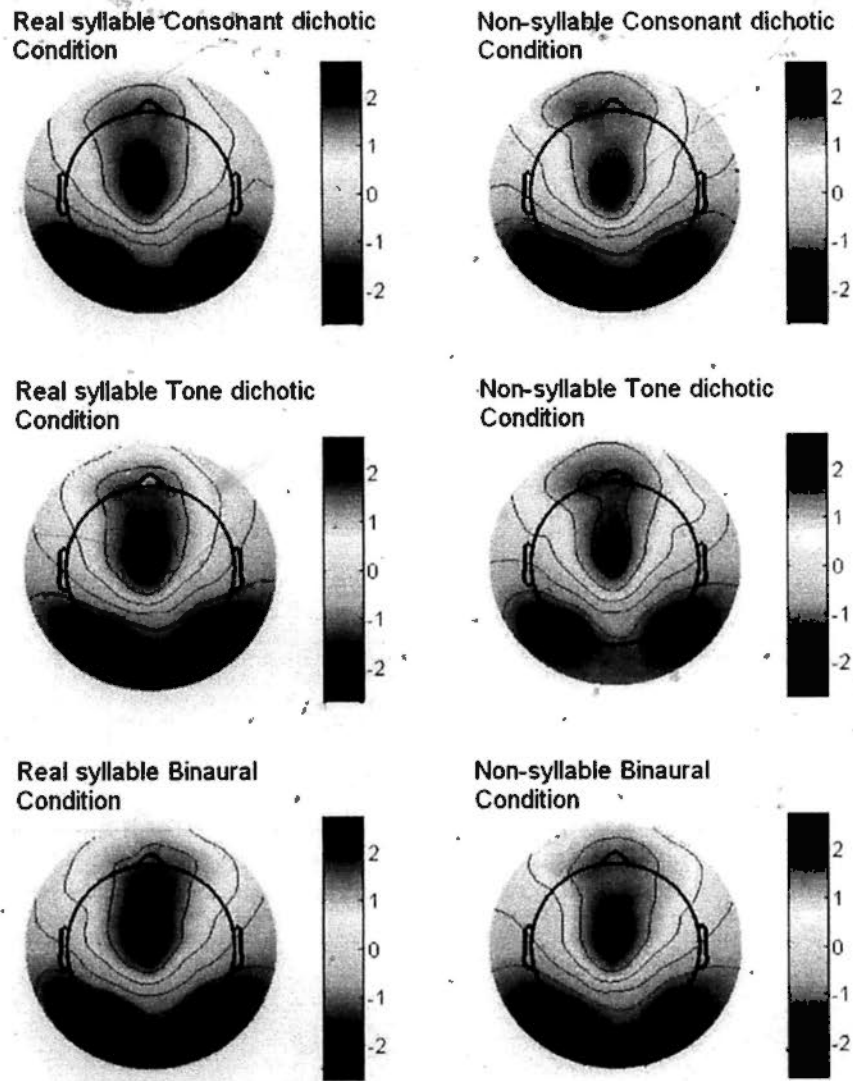 Real syllable Consonant dichotic
Condition
2
1
0
-1
-2
Non-syllable Consonant dichotic
Condition
2
1
0
-1
-2
Real syllable Tone dichotic
Condition
2
1
0
-1
-2
Non-syllable Tone dichotic
Condition
2
1
0
-1
-2
Real syllable Binaural
Condition
2
1
0
-1
-2
Non-syllable Binaural
Condition
2
1
0
-1
-2